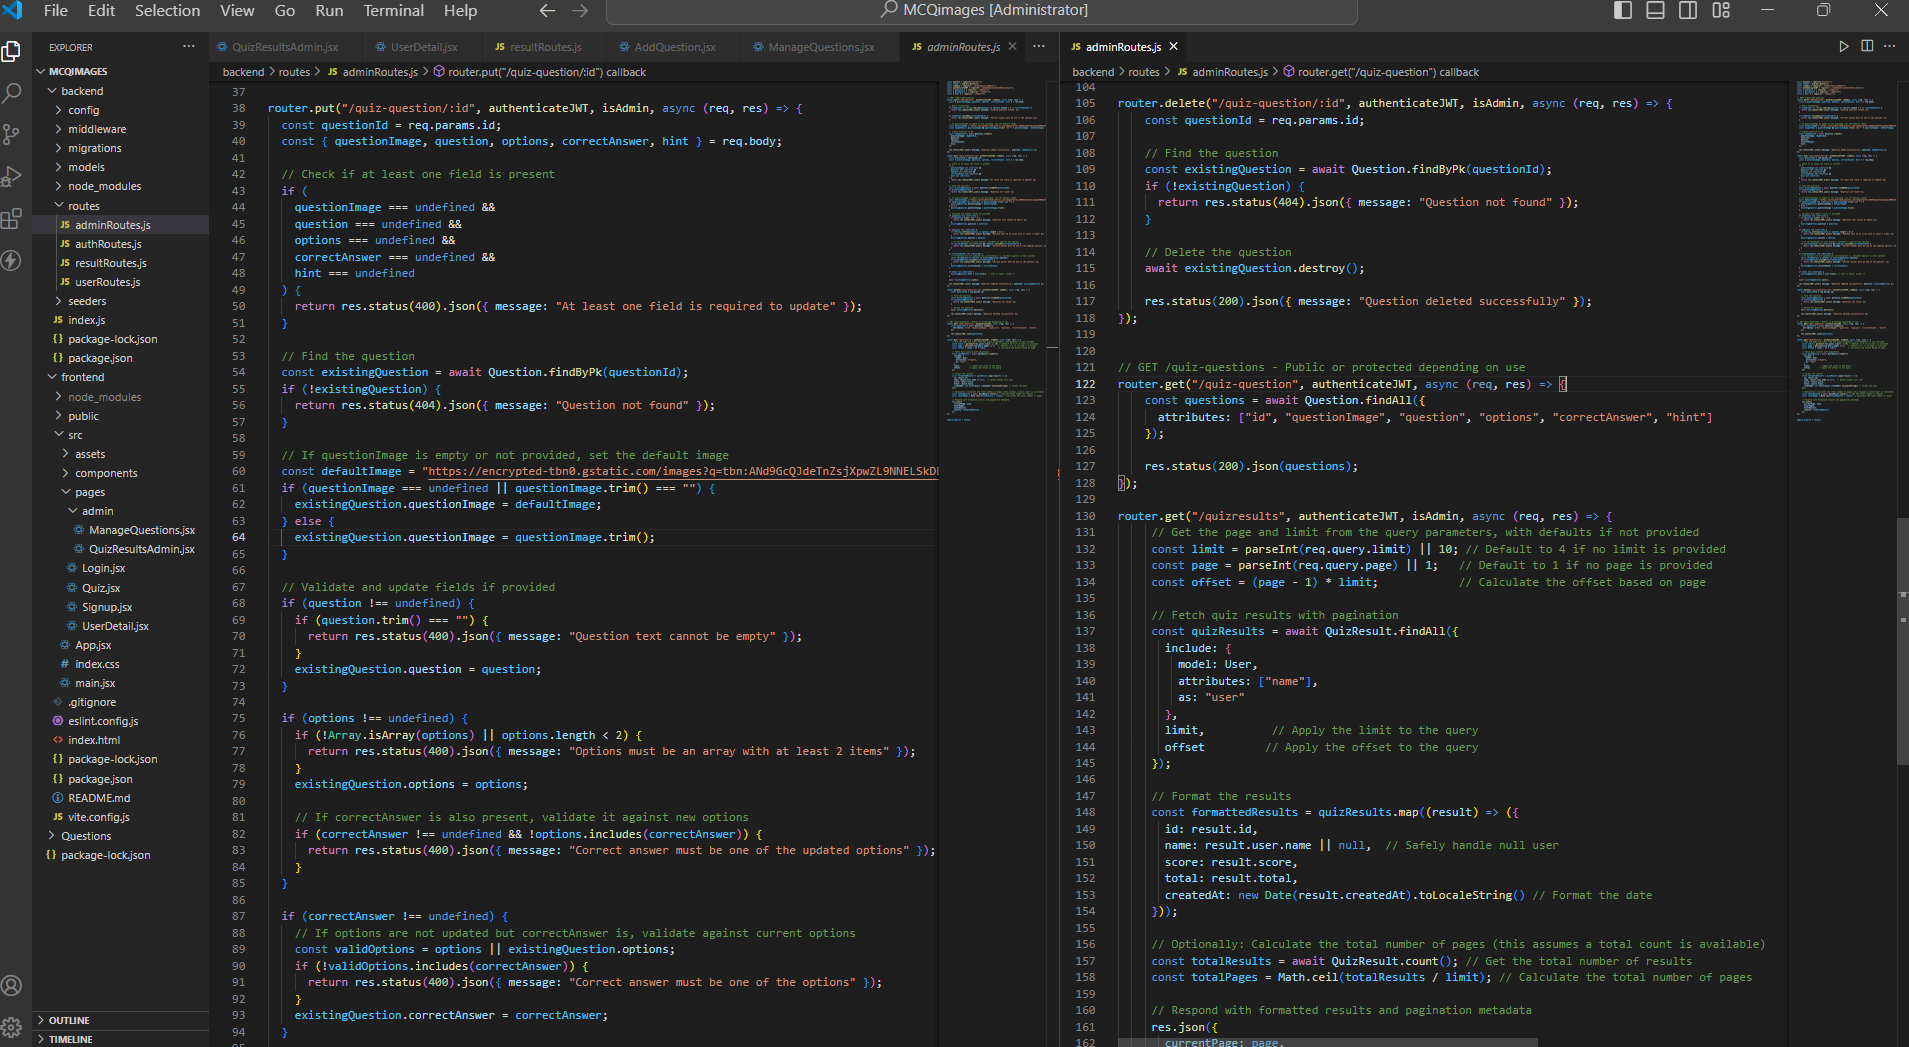 File Edit Selection View Go Run Terminal Help
MCQimages [Administrator]
EXPLORER
MCQIMAGES
backend
config
middleware
migrations
models
node_modules
routes
JS adminRoutes.js
JS authRoutes.js
JS resultRoutes.js
JS userRoutes.js
seeders
JS index.js
{} package-lock.json
{} package.json
frontend
node_modules
public
src
assets
components
pages
admin
ManageQuestions.jsx
QuizResultsAdmin.jsx
Login.jsx
Quiz.jsx
Signup.jsx
UserDetail.jsx
App.jsx
# index.css
main.jsx
.gitignore
eslint.config.js
<> index.html
{} package-lock.json
{} package.json
README.md
JS vite.config.js
Questions
{} package-lock.json
OUTLINE
TIMELINE
QuizResultsAdmin.jsx UserDetail.jsx JS resultRoutes.js AddQuestion.jsx ManageQuestions.jsx JS adminRoutes.js
backend > routes > JS adminRoutes.js > router.put("/quiz-question/:id") callback
37
38 router.put("/quiz-question/:id", authenticateJWT, isAdmin, async (req, res) => {
39 const questionId = req.params.id;
40 const { questionImage, question, options, correctAnswer, hint } = req.body;
41
42 // Check if at least one field is present
43 if (
44 questionImage === undefined &&
45 question === undefined &&
46 options === undefined &&
47 correctAnswer === undefined &&
48 hint === undefined
49 ) {
50 return res.status(400).json({ message: "At least one field is required to update" });
51 }
52
53 // Find the question
54 const existingQuestion = await Question.findByPk(questionId);
55 if (!existingQuestion) {
56 return res.status(404).json({ message: "Question not found" });
57 }
58
59 // If questionImage is empty or not provided, set the default image
60 const defaultImage = "https://encrypted-tbn0.gstatic.com/images?q=tbn:ANd9GcQJdeTnZsjXpwZL9NNELSkD
61 if (questionImage === undefined || questionImage.trim() === "") {
62 existingQuestion.questionImage = defaultImage;
63 } else {
64 existingQuestion.questionImage = questionImage.trim();
65 }
66
67 // Validate and update fields if provided
68 if (question !== undefined) {
69 if (question.trim() === "") {
70 return res.status(400).json({ message: "Question text cannot be empty" });
71 }
72 existingQuestion.question = question;
73 }
74
75 if (options !== undefined) {
76 if (!Array.isArray(options) || options.length < 2) {
77 return res.status(400).json({ message: "Options must be an array with at least 2 items" });
78 }
79 existingQuestion.options = options;
80
81 // If correctAnswer is also present, validate it against new options
82 if (correctAnswer !== undefined && !options.includes(correctAnswer)) {
83 return res.status(400).json({ message: "Correct answer must be one of the updated options" });
84 }
85 }
86
87 if (correctAnswer !== undefined) {
88 // If options are not updated but correctAnswer is, validate against current options
89 const validOptions = options || existingQuestion.options;
90 if (!validOptions.includes(correctAnswer)) {
91 return res.status(400).json({ message: "Correct answer must be one of the options" });
92 }
93 existingQuestion.correctAnswer = correctAnswer;
94 }
JS adminRoutes.js
backend > routes > JS adminRoutes.js > router.get("/quiz-question") callback
104
105 router.delete("/quiz-question/:id", authenticateJWT, isAdmin, async (req, res) => {
106 const questionId = req.params.id;
107
108 // Find the question
109 const existingQuestion = await Question.findByPk(questionId);
110 if (!existingQuestion) {
111 return res.status(404).json({ message: "Question not found" });
112 }
113
114 // Delete the question
115 await existingQuestion.destroy();
116
117 res.status(200).json({ message: "Question deleted successfully" });
118 });
119
120
121 // GET /quiz-questions - Public or protected depending on use
122 router.get("/quiz-question", authenticateJWT, async (req, res) => {
123 const questions = await Question.findAll({
124 attributes: ["id", "questionImage", "question", "options", "correctAnswer", "hint"]
125 });
126
127 res.status(200).json(questions);
128 });
129
130 router.get("/quizresults", authenticateJWT, isAdmin, async (req, res) => {
131 // Get the page and limit from the query parameters, with defaults if not provided
132 const limit = parseInt(req.query.limit) || 10; // Default to 4 if no limit is provided
133 const page = parseInt(req.query.page) || 1; // Default to 1 if no page is provided
134 const offset = (page - 1) * limit; // Calculate the offset based on page
135
136 // Fetch quiz results with pagination
137 const quizResults = await QuizResult.findAll({
138 include: {
139 model: User,
140 attributes: ["name"],
141 as: "user"
142 },
143 limit, // Apply the limit to the query
144 offset // Apply the offset to the query
145 });
146
147 // Format the results
148 const formattedResults = quizResults.map((result) => ({
149 id: result.id,
150 name: result.user.name || null, // Safely handle null user
151 score: result.score,
152 total: result.total,
153 createdAt: new Date(result.createdAt).toLocaleString() // Format the date
154 }));
155
156 // Optionally: Calculate the total number of pages (this assumes a total count is available)
157 const totalResults = await QuizResult.count(); // Get the total number of results
158 const totalPages = Math.ceil(totalResults / limit); // Calculate the total number of pages
159
160 // Respond with formatted results and pagination metadata
161 res.json({
162 currentPage: page,